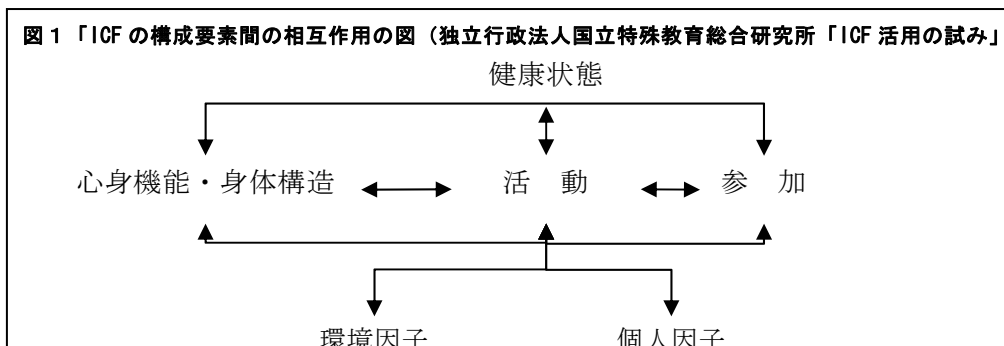 図１「ICF の構成要素間の相互作用の図（独立行政法人国立特殊教育総合研究所「ICF 活用の試み」
健康状態
心身機能・身体構造 活　動 参　加
環境因子 個人因子